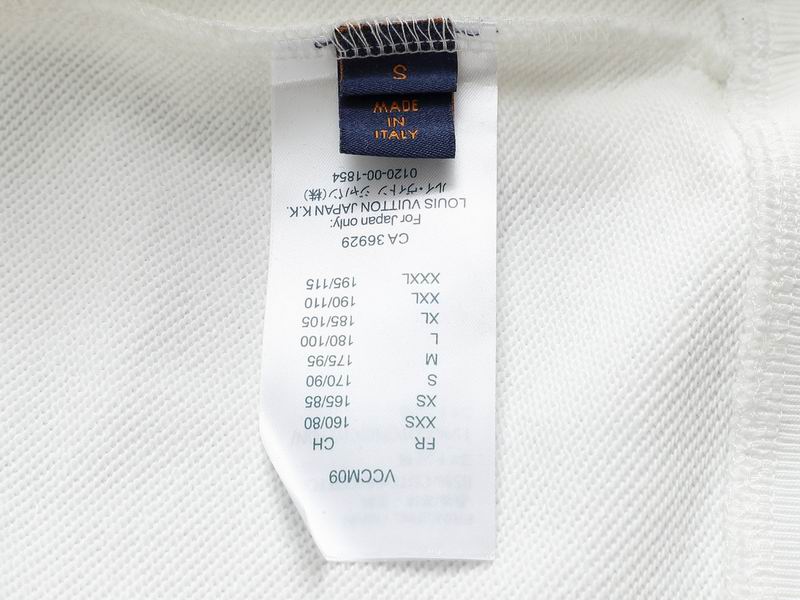 S
MADE
IN
ITALY
VCCM09
FR CH
XXS 160/80
XS 165/85
S 170/90
M 175/95
L 180/100
XL 185/105
XXL 190/110
XXXL 195/115
CA 36929
For Japan only:
LOUIS VUITTON JAPAN K.K.
ルイ・ヴィトン ジャパン(株)
0120-00-1854